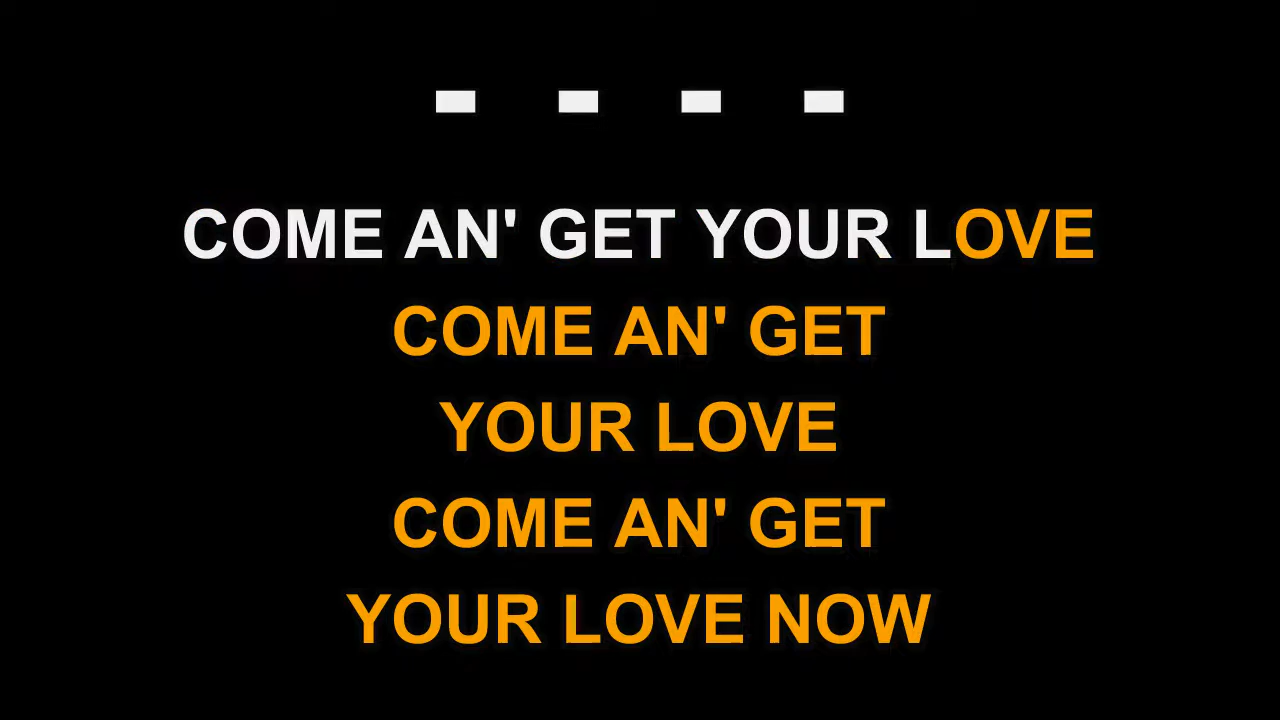 - - - -
COME AN' GET YOUR LOVE
COME AN' GET
YOUR LOVE
COME AN' GET
YOUR LOVE NOW